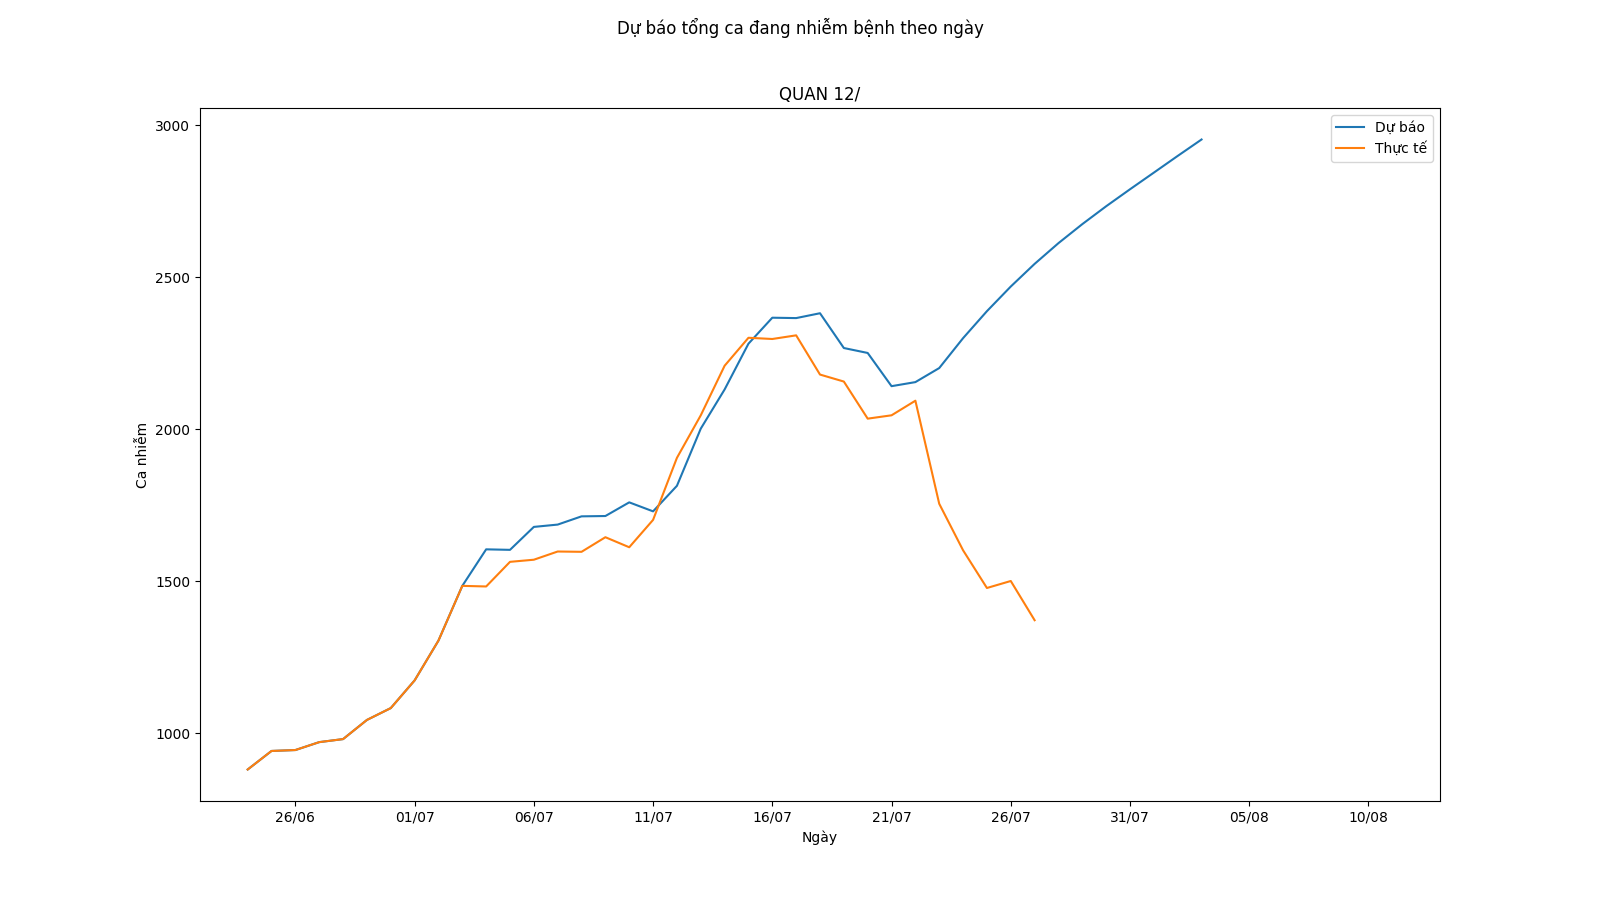 Dự báo tổng ca đang nhiễm bệnh theo ngày
QUAN 12/
3000
2500
2000
1500
1000
Ca nhiễm
Dự báo
Thực tế
26/06 01/07 06/07 11/07 16/07 21/07 26/07 31/07 05/08 10/08
Ngày